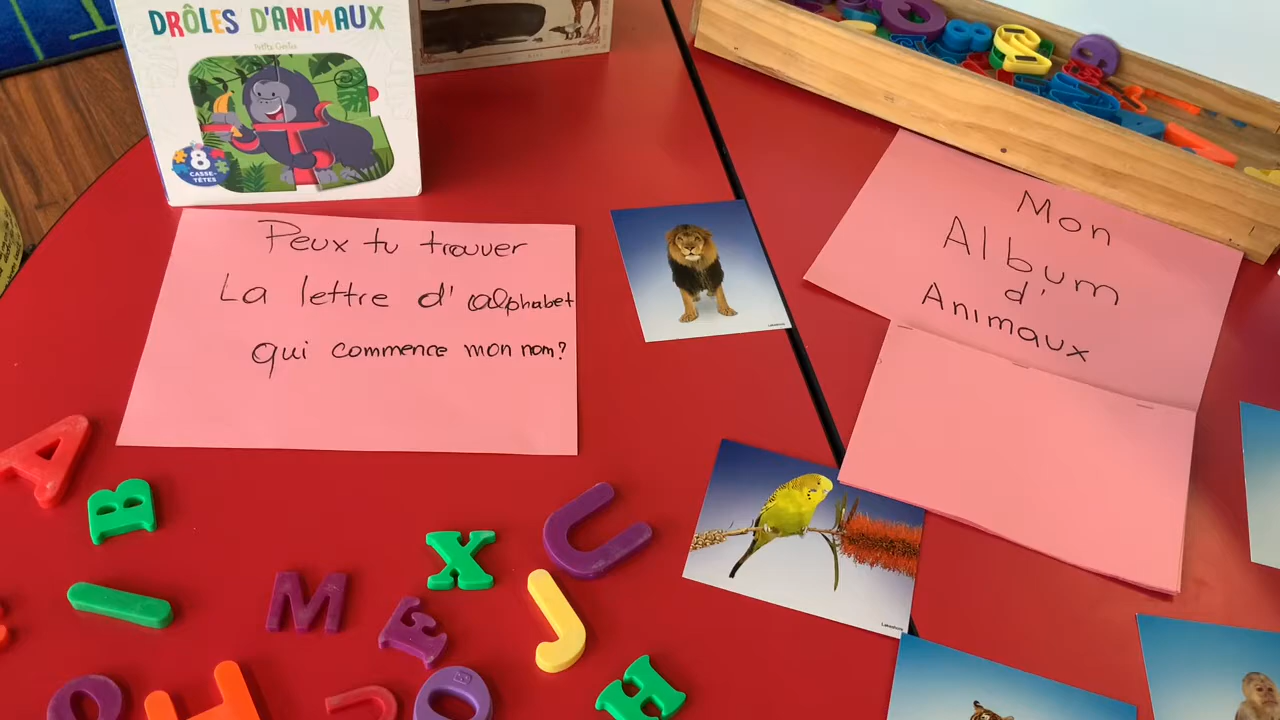 DRÔLES D'ANIMAUX
8
CASSE-
TÊTES
Peux tu trouver
La lettre d'alphabet
qui commence mon nom?
Mon
Album
d'
Animaux
A
B
I
M
E
X
U
J
H
O